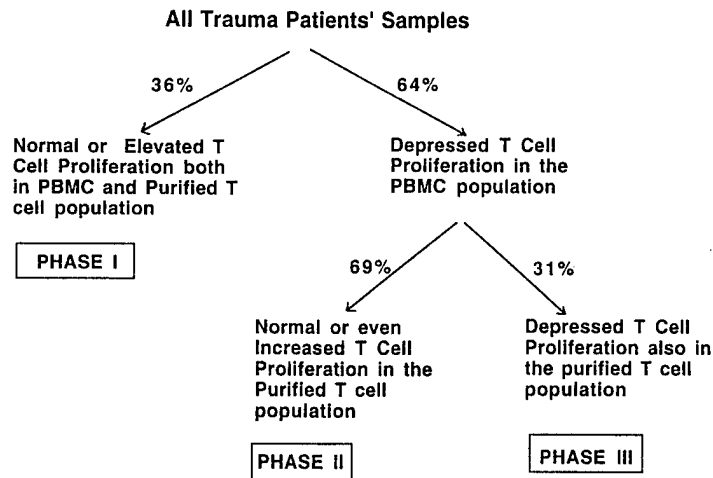 All Trauma Patients' Samples
36%
64%
Normal or Elevated T
Cell Proliferation both
in PBMC and Purified T
cell population
PHASE I
Depressed T Cell
Proliferation in the
PBMC population
69%
31%
Normal or even
Increased T Cell
Proliferation in the
Purified T cell
population
PHASE II
Depressed T Cell
Proliferation also in
the purified T cell
population
PHASE III